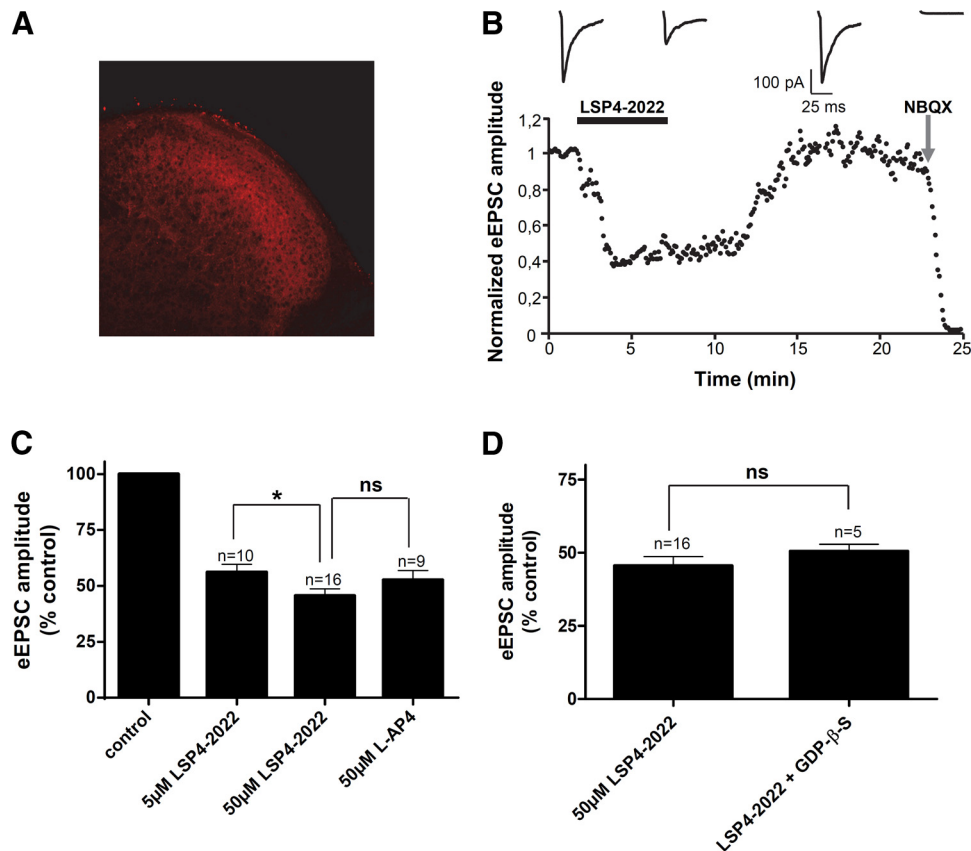 A
B
100 pA
25 ms
LSP4-2022
NBQX
Normalized eEPSC amplitude
1,2
1
0,8
0,6
0,4
0,2
0
0
5
10
15
20
25
Time (min)
C
eEPSC amplitude
(% control)
100
75
50
25
0
*
ns
n=10
n=16
n=9
control
5µM LSP4-2022
50µM LSP4-2022
50µM L-AP4
D
eEPSC amplitude
(% control)
75
50
25
0
ns
n=16
n=5
50µM LSP4-2022
LSP4-2022 + GDP-β-S